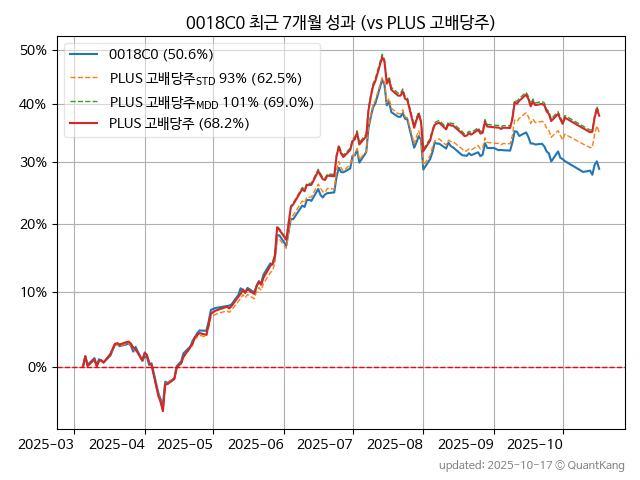 0018C0 최근 7개월 성과 (vs PLUS 고배당주)
0018C0 (50.6%)
PLUS 고배당주STD 93% (62.5%)
PLUS 고배당주MDD 101% (69.0%)
PLUS 고배당주 (68.2%)
50%
40%
30%
20%
10%
0%
2025-03 2025-04 2025-05 2025-06 2025-07 2025-08 2025-09 2025-10
updated: 2025-10-17 © QuantKang